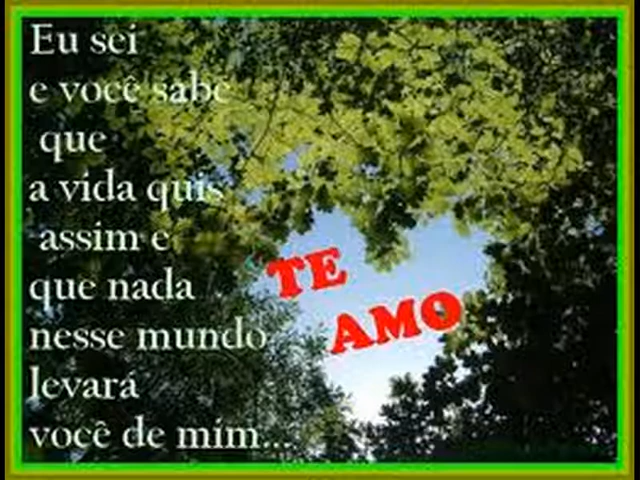 Eu sei
e você sabe
que
a vida quis
assim e
que nada
nesse mundo
levará
você de mim...
TE
AMO